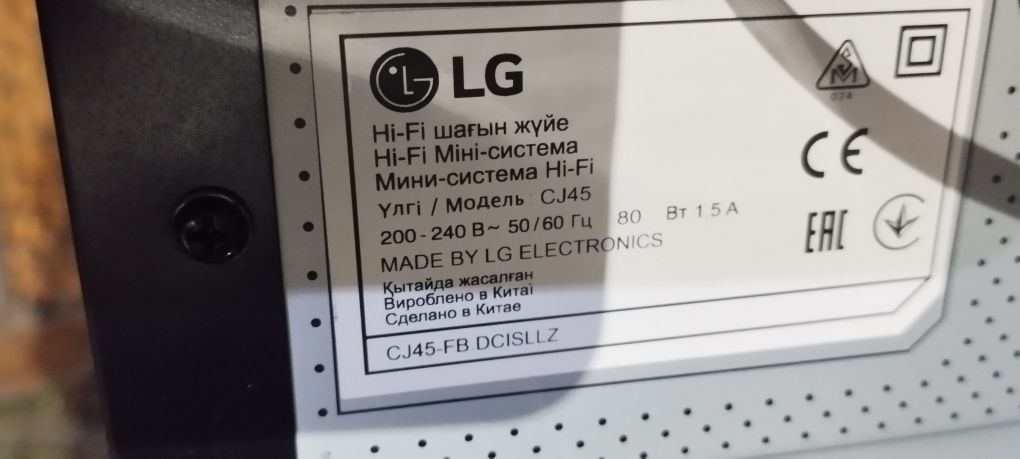 LG
Hi-Fi шағын жүйе
Hi-Fi Міні-система
Мини-система Hi-Fi
Үлгі / Модель : CJ45
200 - 240 В~ 50 / 60 Гц 80 Вт 1.5 A
MADE BY LG ELECTRONICS
Қытайда жасалған
Вироблено в Китаї
Сделано в Китае
CJ45-FB.DCISLLZ
SM
024
CE
EAC